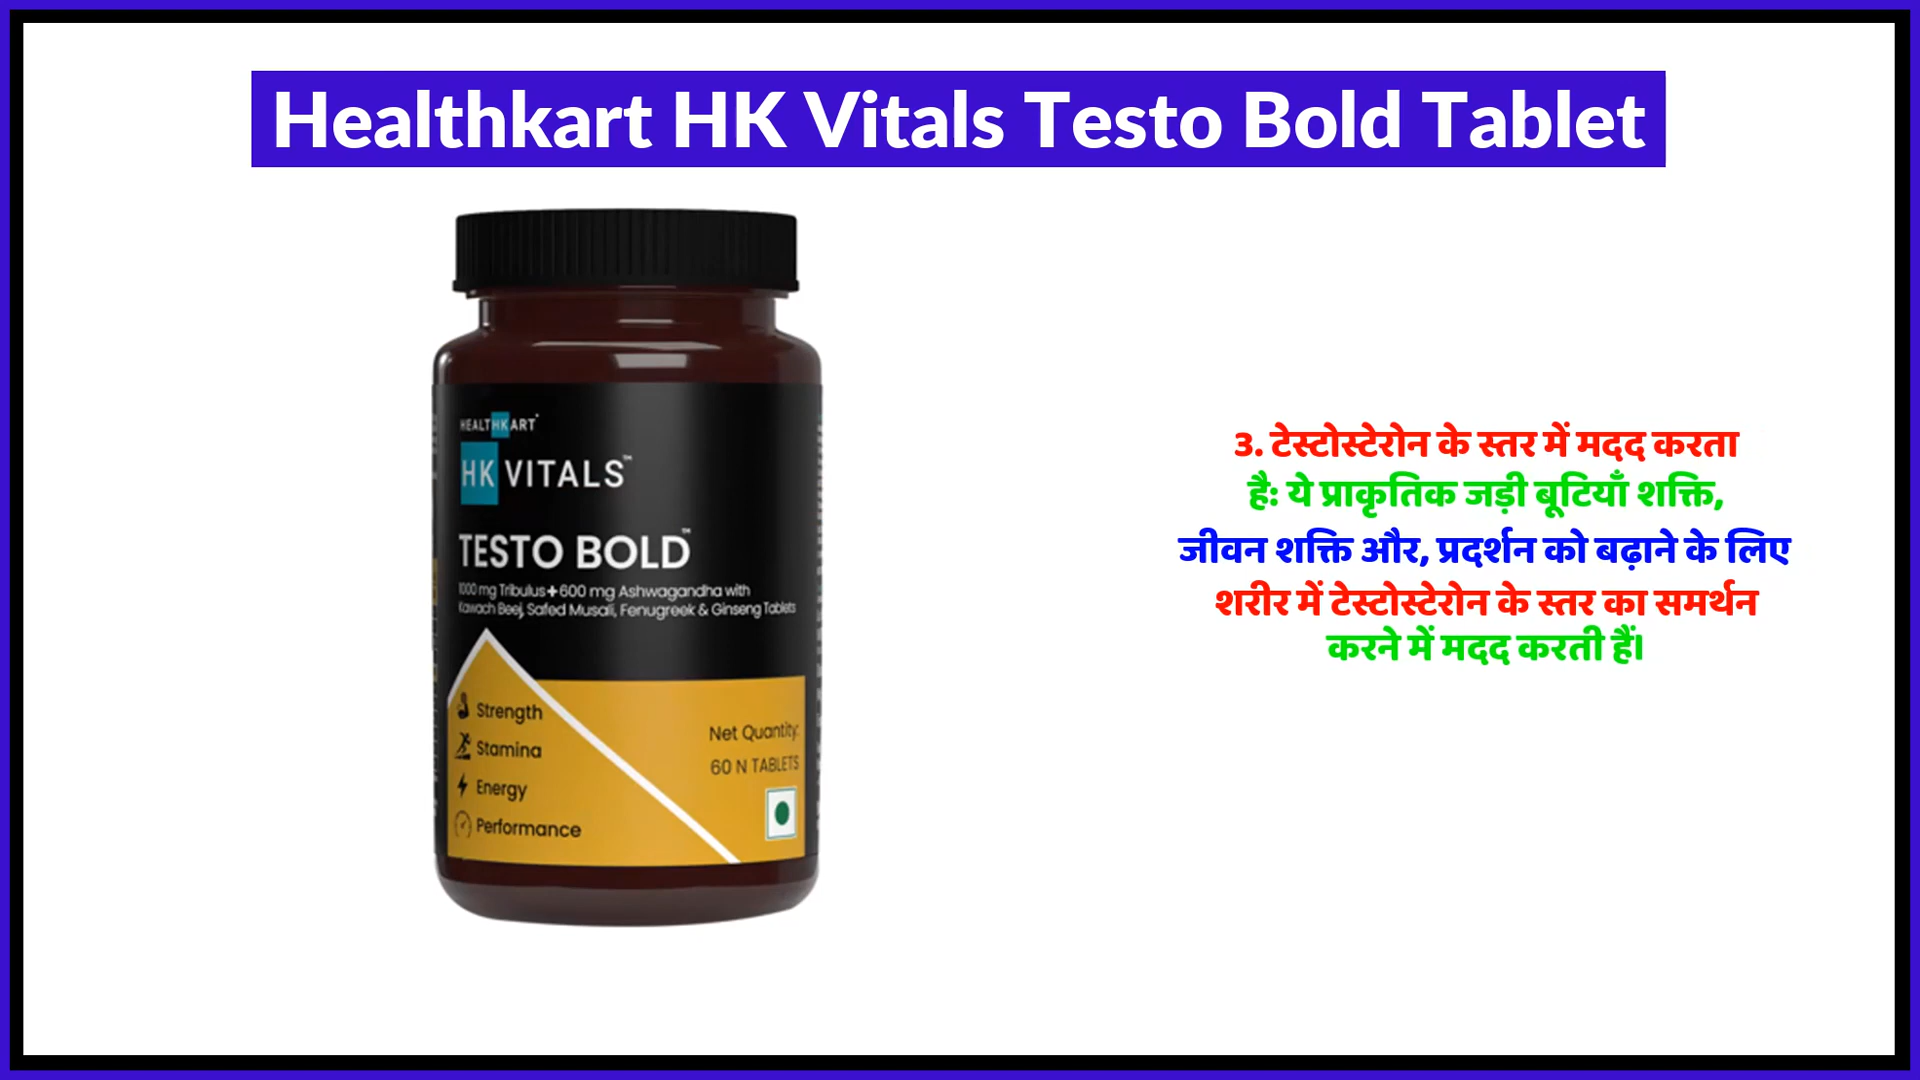 Healthkart HK Vitals Testo Bold Tablet
HEALTHKART
HK VITALS™
TESTO BOLD™
1000 mg Tribulus+600 mg Ashwagandha with
Kawach Beej, Safed Musali, Fenugreek & Ginseng Tablets
Strength
Stamina
Energy
Performance
Net Quantity:
60 N TABLETS
3. टेस्टोस्टेरोन के स्तर में मदद करता
है: ये प्राकृतिक जड़ी बूटियाँ शक्ति,
जीवन शक्ति और, प्रदर्शन को बढ़ाने के लिए
शरीर में टेस्टोस्टेरोन के स्तर का समर्थन
करने में मदद करती हैं।